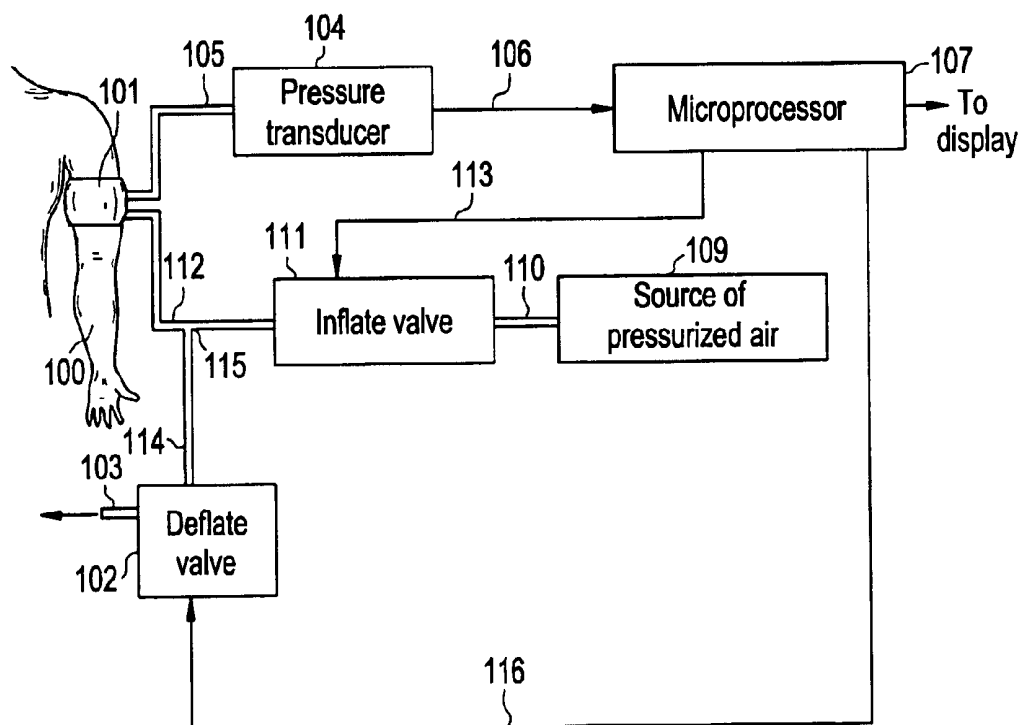 104
105
106
107
101
Pressure
transducer
Microprocessor
To
display
113
111
109
112
110
Inflate valve
Source of
pressurized air
115
100
114
103
Deflate
valve
102
116